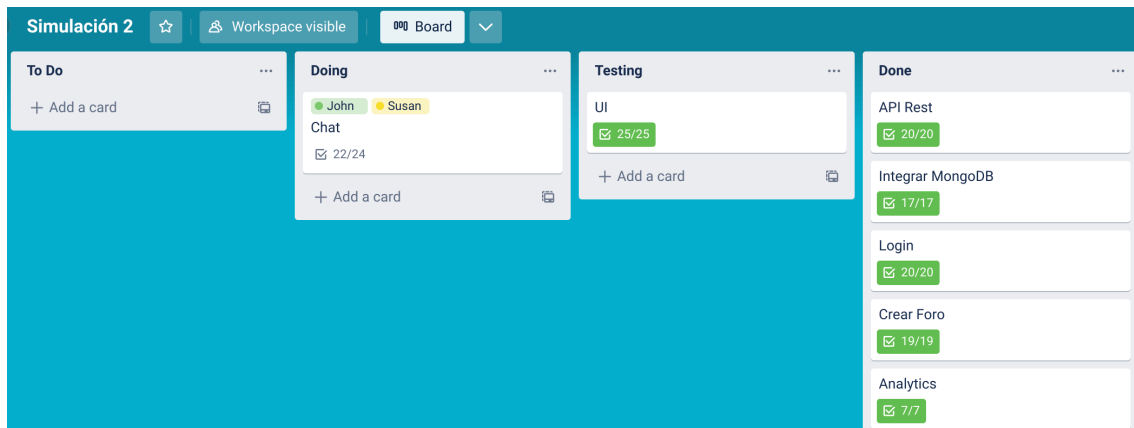 Simulación 2
Workspace visible
Board
To Do
Add a card
Doing
John Susan
Chat
22/24
Add a card
Testing
UI
25/25
Add a card
Done
API Rest
20/20
Integrar MongoDB
17/17
Login
20/20
Crear Foro
19/19
Analytics
7/7